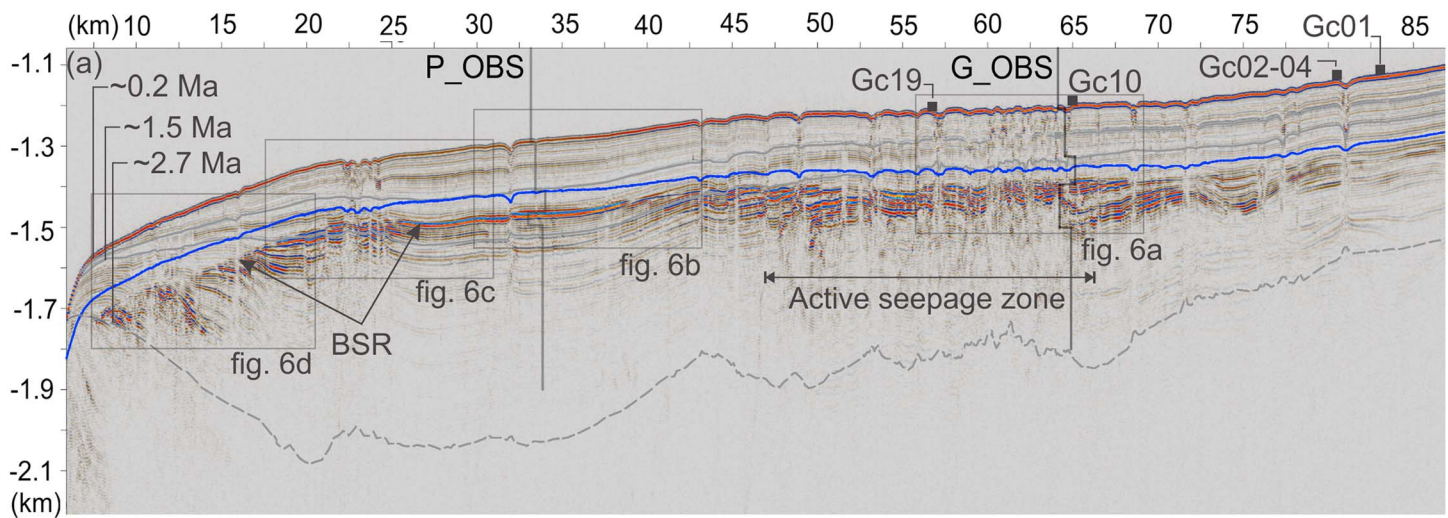 (km) 10 15 20 25 30 35 40 45 50 55 60 65 70 75 80 85
Gc01
(a)
P_OBS
G_OBS
Gc19
Gc10
Gc02-04
-1.1
~0.2 Ma
~1.5 Ma
-1.3
~2.7 Ma
-1.5
fig. 6a
fig. 6b
fig. 6c
Active seepage zone
-1.7
BSR
fig. 6d
-1.9
-2.1
(km)